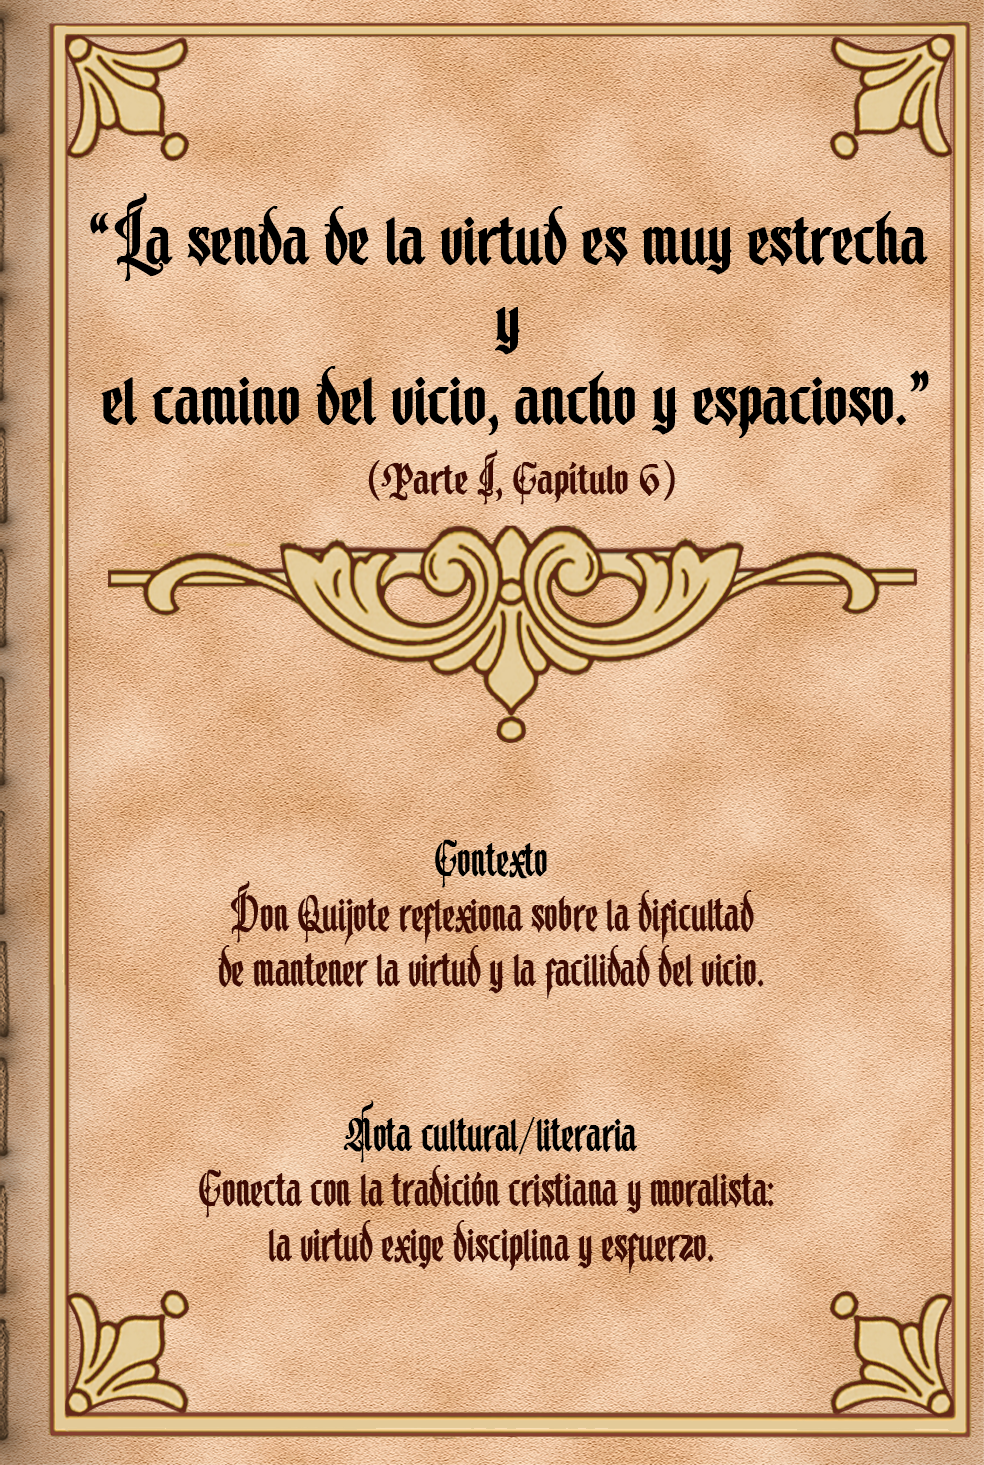 “La senda de la virtud es muy estrecha
y
el camino del vicio, ancho y espacioso.”
(Parte I, Capítulo 6)
Contexto
Don Quijote reflexiona sobre la dificultad
de mantener la virtud y la facilidad del vicio.
Nota cultural/literaria
Conecta con la tradición cristiana y moralista:
la virtud exige disciplina y esfuerzo.